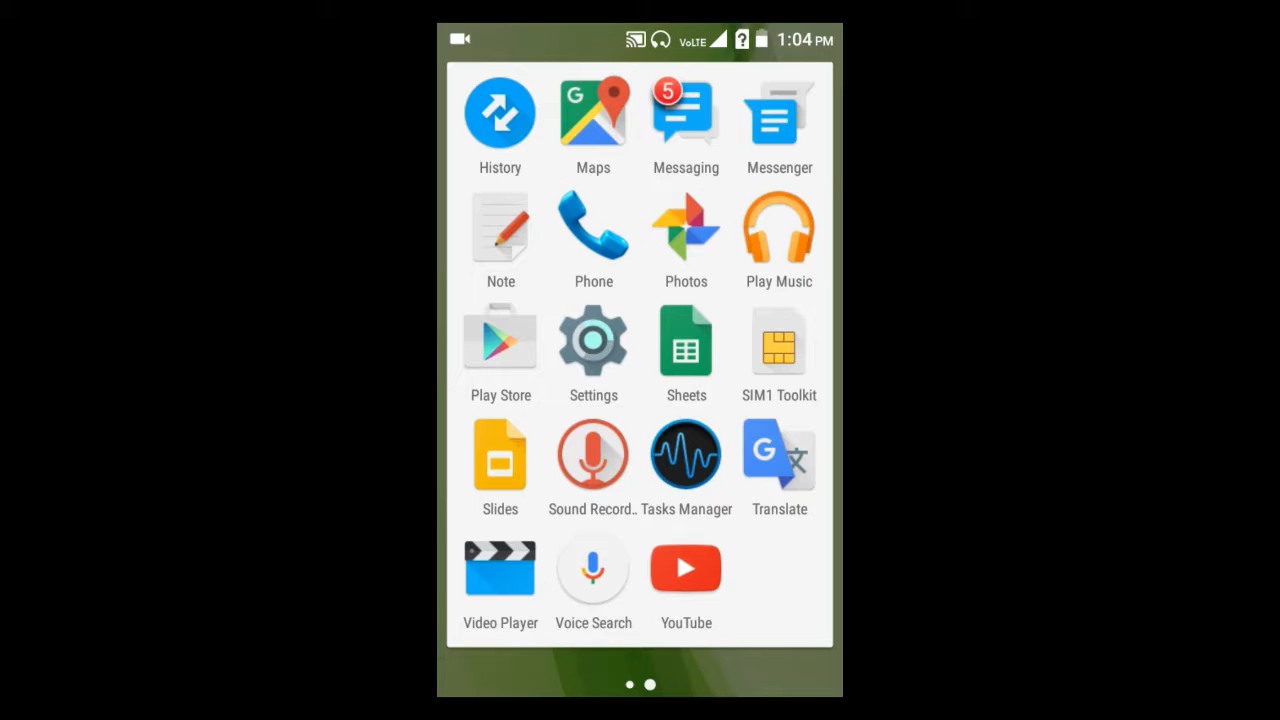 VoLTE ? 1:04 PM
5
History Maps Messaging Messenger
Note Phone Photos Play Music
Play Store Settings Sheets SIM1 Toolkit
Slides Sound Record.. Tasks Manager Translate
Video Player Voice Search YouTube